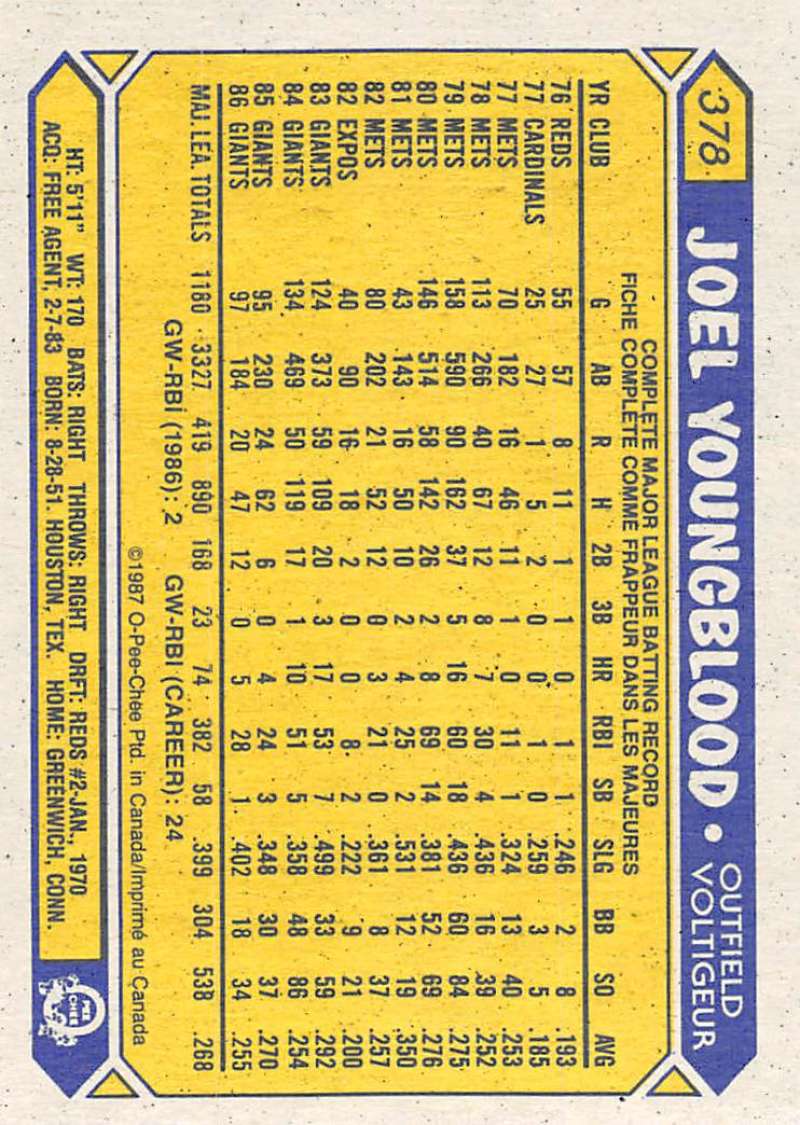 378 JOEL YOUNGBLOOD • OUTFIELD
VOLTIGEUR
COMPLETE MAJOR LEAGUE BATTING RECORD
FICHE COMPLÈTE COMME FRAPPEUR DANS LES MAJEURES
YR CLUB G AB R H 2B 3B HR RBI SB SLG BB SO AVG
76 REDS 55 57 8 11 1 1 0 1 1 .246 2 8 .193
77 CARDINALS 25 27 1 5 2 0 0 1 0 .259 3 5 .185
77 METS 70 182 16 46 11 1 0 11 1 .324 13 40 .253
78 METS 113 266 40 67 12 8 7 30 4 .436 16 39 .252
79 METS 158 590 90 162 37 5 16 60 18 .436 60 84 .275
80 METS 146 514 58 142 26 2 8 69 14 .381 52 69 .276
81 METS 43 143 16 50 10 2 4 25 2 .531 12 19 .350
82 METS 80 202 21 52 12 0 3 21 0 .361 8 37 .257
82 EXPOS 40 90 16 18 2 0 0 8 2 .222 9 21 .200
83 GIANTS 124 373 59 109 20 3 17 53 7 .499 33 59 .292
84 GIANTS 134 469 50 119 17 1 10 51 5 .358 48 86 .254
85 GIANTS 95 230 24 62 6 0 4 24 3 .348 30 37 .270
86 GIANTS 97 184 20 47 12 0 5 28 1 .402 18 34 .255
MAJ. LEA. TOTALS 1180 3327 419 890 168 23 74 382 58 .399 304 538 .268
GW-RBI (1986): 2 GW-RBI (CAREER): 24
©1987 O-Pee-Chee Ptd. in Canada/Imprimé au Canada
HT: 5'11" WT: 170 BATS: RIGHT THROWS: RIGHT DRFT: REDS #2-JAN., 1970
ACQ: FREE AGENT, 2-7-83 BORN: 8-28-51, HOUSTON, TEX. HOME: GREENWICH, CONN.
O PEE CHEE